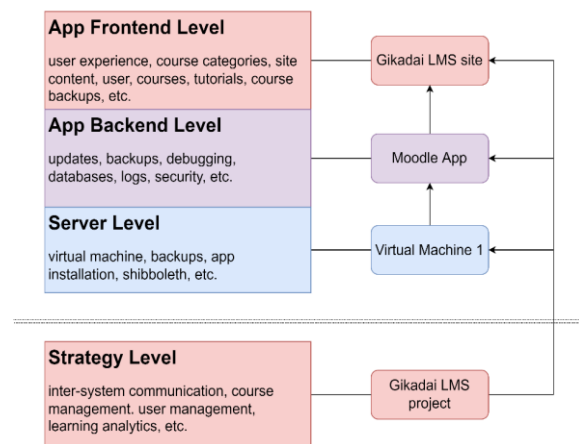 App Frontend Level
user experience, course categories, site
content, user, courses, tutorials, course
backups, etc.
Gikadai LMS site
App Backend Level
updates, backups, debugging,
databases, logs, security, etc.
Moodle App
Server Level
virtual machine, backups, app
installation, shibboleth, etc.
Virtual Machine 1
Strategy Level
inter-system communication, course
management. user management,
learning analytics, etc.
Gikadai LMS
project